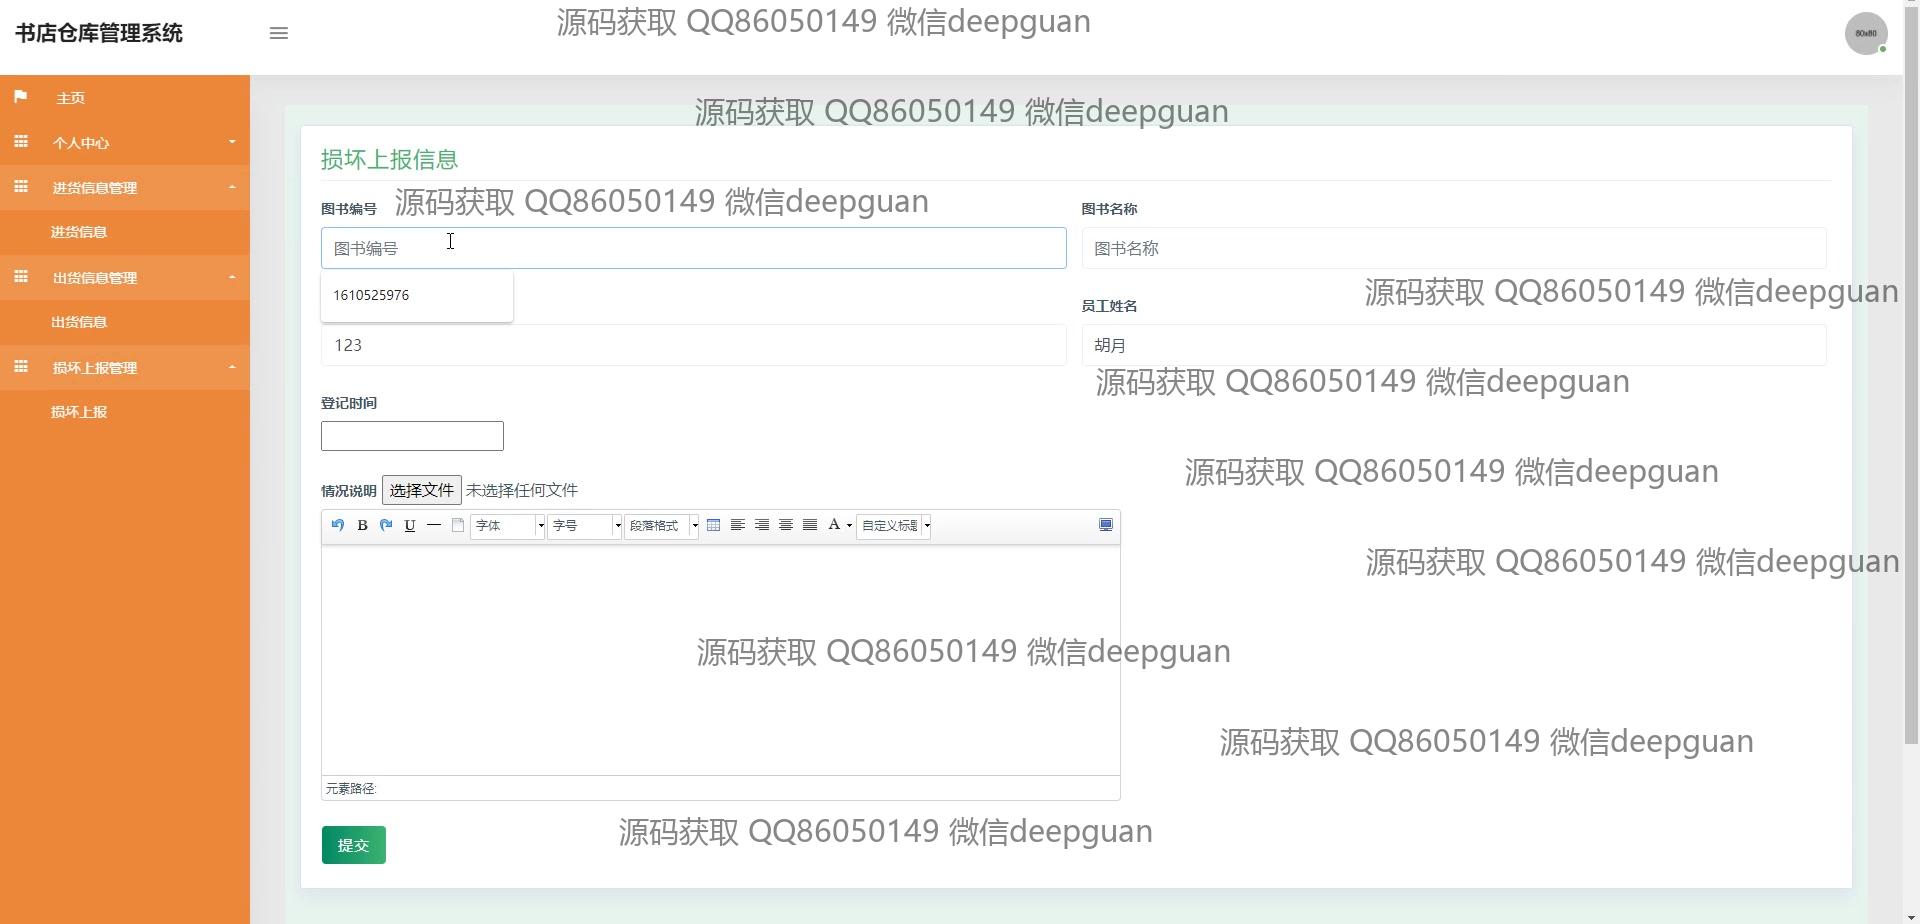 书店仓库管理系统
源码获取 QQ86050149 微信deepguan
80x80
主页
个人中心
进货信息管理
进货信息
出货信息管理
出货信息
损坏上报管理
损坏上报
源码获取 QQ86050149 微信deepguan
损坏上报信息
源码获取 QQ86050149 微信deepguan
图书编号
图书名称
图书编号
图书名称
1610525976
源码获取 QQ86050149 微信deepguan
员工姓名
123
胡月
源码获取 QQ86050149 微信deepguan
登记时间
源码获取 QQ86050149 微信deepguan
情况说明 选择文件 未选择任何文件
B U 字体 字号 段落格式 A 自定义标题
源码获取 QQ86050149 微信deepguan
源码获取 QQ86050149 微信deepguan
源码获取 QQ86050149 微信deepguan
元素路径:
源码获取 QQ86050149 微信deepguan
提交